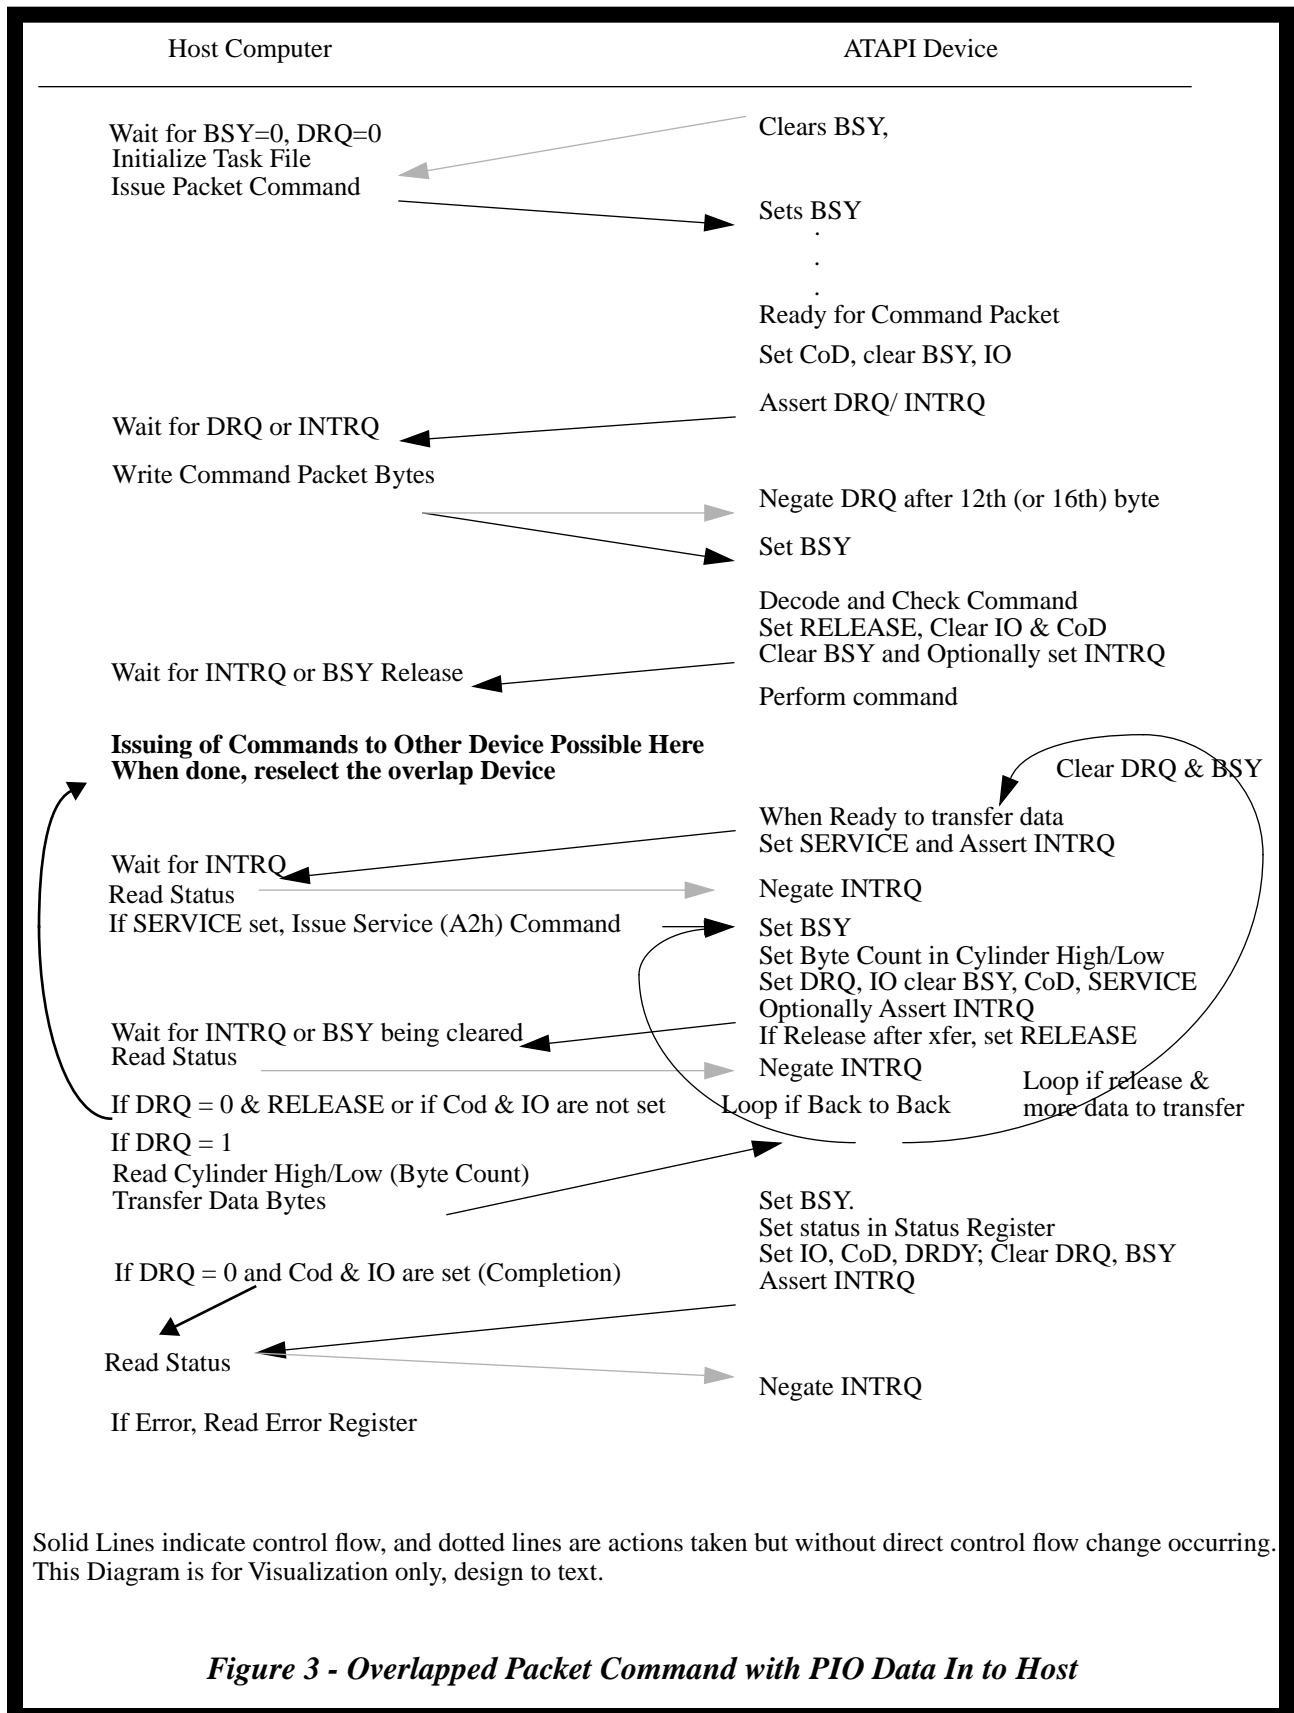 Host Computer
ATAPI Device
Wait for BSY=0, DRQ=0
Initialize Task File
Issue Packet Command
Clears BSY,
Sets BSY
.
.
.
Ready for Command Packet
Set CoD, clear BSY, IO
Assert DRQ/ INTRQ
Wait for DRQ or INTRQ
Write Command Packet Bytes
Negate DRQ after 12th (or 16th) byte
Set BSY
Decode and Check Command
Set RELEASE, Clear IO & CoD
Clear BSY and Optionally set INTRQ
Wait for INTRQ or BSY Release
Perform command
Issuing of Commands to Other Device Possible Here
When done, reselect the overlap Device
Clear DRQ & BSY
When Ready to transfer data
Set SERVICE and Assert INTRQ
Wait for INTRQ
Read Status
If SERVICE set, Issue Service (A2h) Command
Negate INTRQ
Set BSY
Set Byte Count in Cylinder High/Low
Set DRQ, IO clear BSY, CoD, SERVICE
Optionally Assert INTRQ
If Release after xfer, set RELEASE
Wait for INTRQ or BSY being cleared
Read Status
Negate INTRQ
Loop if release &
more data to transfer
If DRQ = 0 & RELEASE or if Cod & IO are not set
Loop if Back to Back
If DRQ = 1
Read Cylinder High/Low (Byte Count)
Transfer Data Bytes
Set BSY.
Set status in Status Register
Set IO, CoD, DRDY; Clear DRQ, BSY
Assert INTRQ
If DRQ = 0 and Cod & IO are set (Completion)
Read Status
Negate INTRQ
If Error, Read Error Register
Solid Lines indicate control flow, and dotted lines are actions taken but without direct control flow change occurring.
This Diagram is for Visualization only, design to text.
Figure 3 - Overlapped Packet Command with PIO Data In to Host